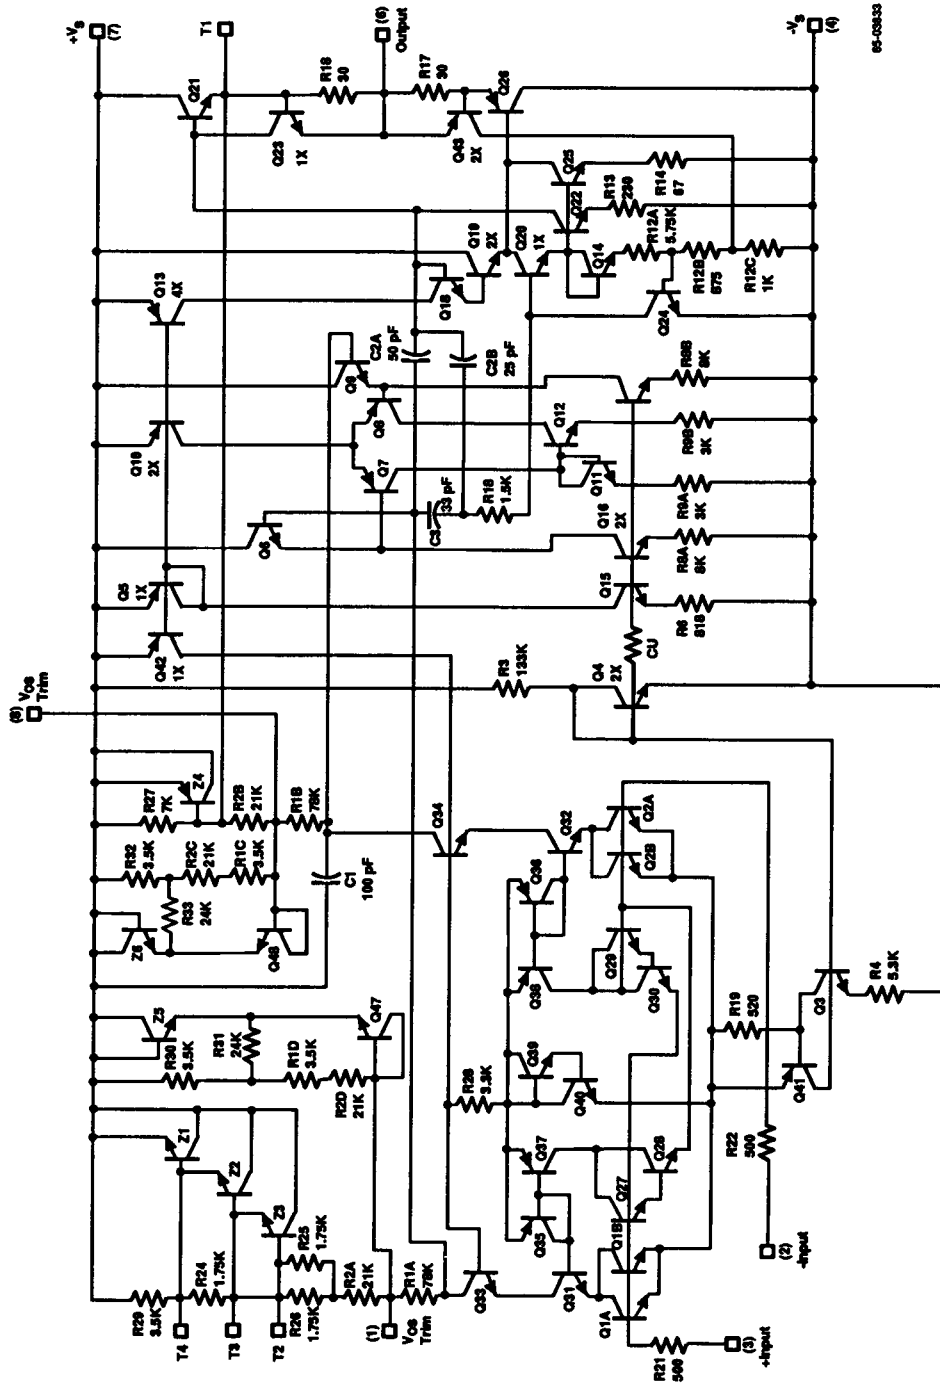 +VS
(7)
T1
(6)
Output
-VS
(4)
65-03633
Q21
R18
30
R17
30
Q26
Q23
1X
Q43
2X
Q25
Q22
R13
230
R14
67
Q13
4X
Q19
2X
Q20
1X
Q18
Q14
R12A
5.75K
R12B
675
R12C
1K
Q24
C2A
50 pF
C2B
25 pF
Q9
Q8
Q7
Q12
Q11
R8B
8K
R9B
3K
R9A
3K
R8A
8K
Q10
2X
Q6
C3
33 pF
R16
1.5K
Q16
2X
Q15
R6
818
Q5
1X
Q42
1X
R3
133K
Q4
2X
CU
(8)
VOS
Trim
R27
7K
Z4
R2B
21K
R1B
78K
R32
3.5K
R2C
21K
R1C
3.5K
R33
24K
Z6
Q48
C1
100 pF
Q34
Q32
Q36
Q38
Q2A
Q2B
Q29
Q30
Z5
R30
3.5K
R31
24K
R1D
3.5K
R2D
21K
Q47
R28
3.3K
Q39
Q40
R19
520
Q3
R4
5.3K
Q41
Z1
Z2
Z3
R25
1.75K
R29
3.5K
R24
1.75K
R26
1.75K
R2A
21K
R1A
78K
T4
T3
T2
(1)
VOS
Trim
Q33
Q31
Q35
Q37
Q27
Q28
Q1B
Q1A
R22
500
R21
500
(2)
-Input
(3)
+Input